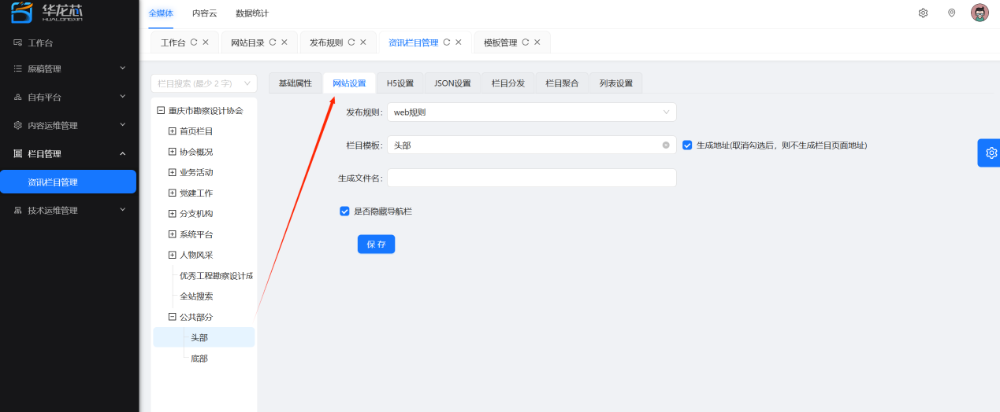 华龙芯
HUALONGXIN
全媒体 内容云 数据统计
工作台
原稿管理
自有平台
内容运维管理
栏目管理
资讯栏目管理
技术运维管理
工作台 网站目录 发布规则 资讯栏目管理 模板管理
栏目搜索 (最少 2 字)
重庆市勘察设计协会
首页栏目
协会概况
业务活动
党建工作
分支机构
系统平台
人物风采
优秀工程勘察设计成
全站搜索
公共部分
头部
底部
基础属性 网站设置 H5设置 JSON设置 栏目分发 栏目聚合 列表设置
发布规则: web规则
栏目模板: 头部 生成地址(取消勾选后，则不生成栏目页面地址)
生成文件名:
是否隐藏导航栏
保 存